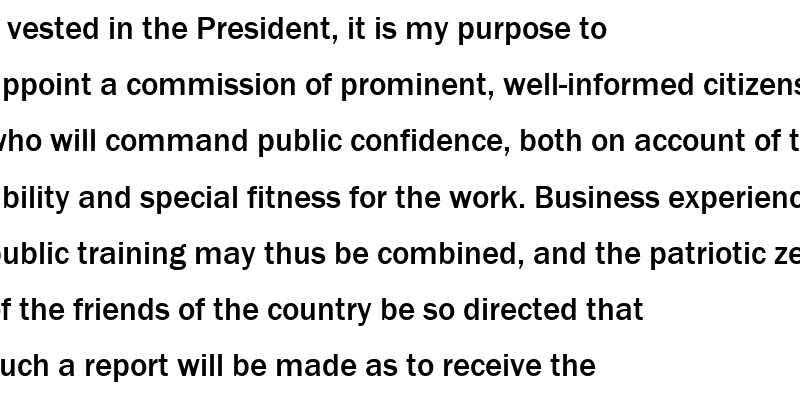 vested in the President, it is my purpose to
ppoint a commission of prominent, well-informed citizens
who will command public confidence, both on account of t
bility and special fitness for the work. Business experienc
public training may thus be combined, and the patriotic ze
of the friends of the country be so directed that
uch a report will be made as to receive the